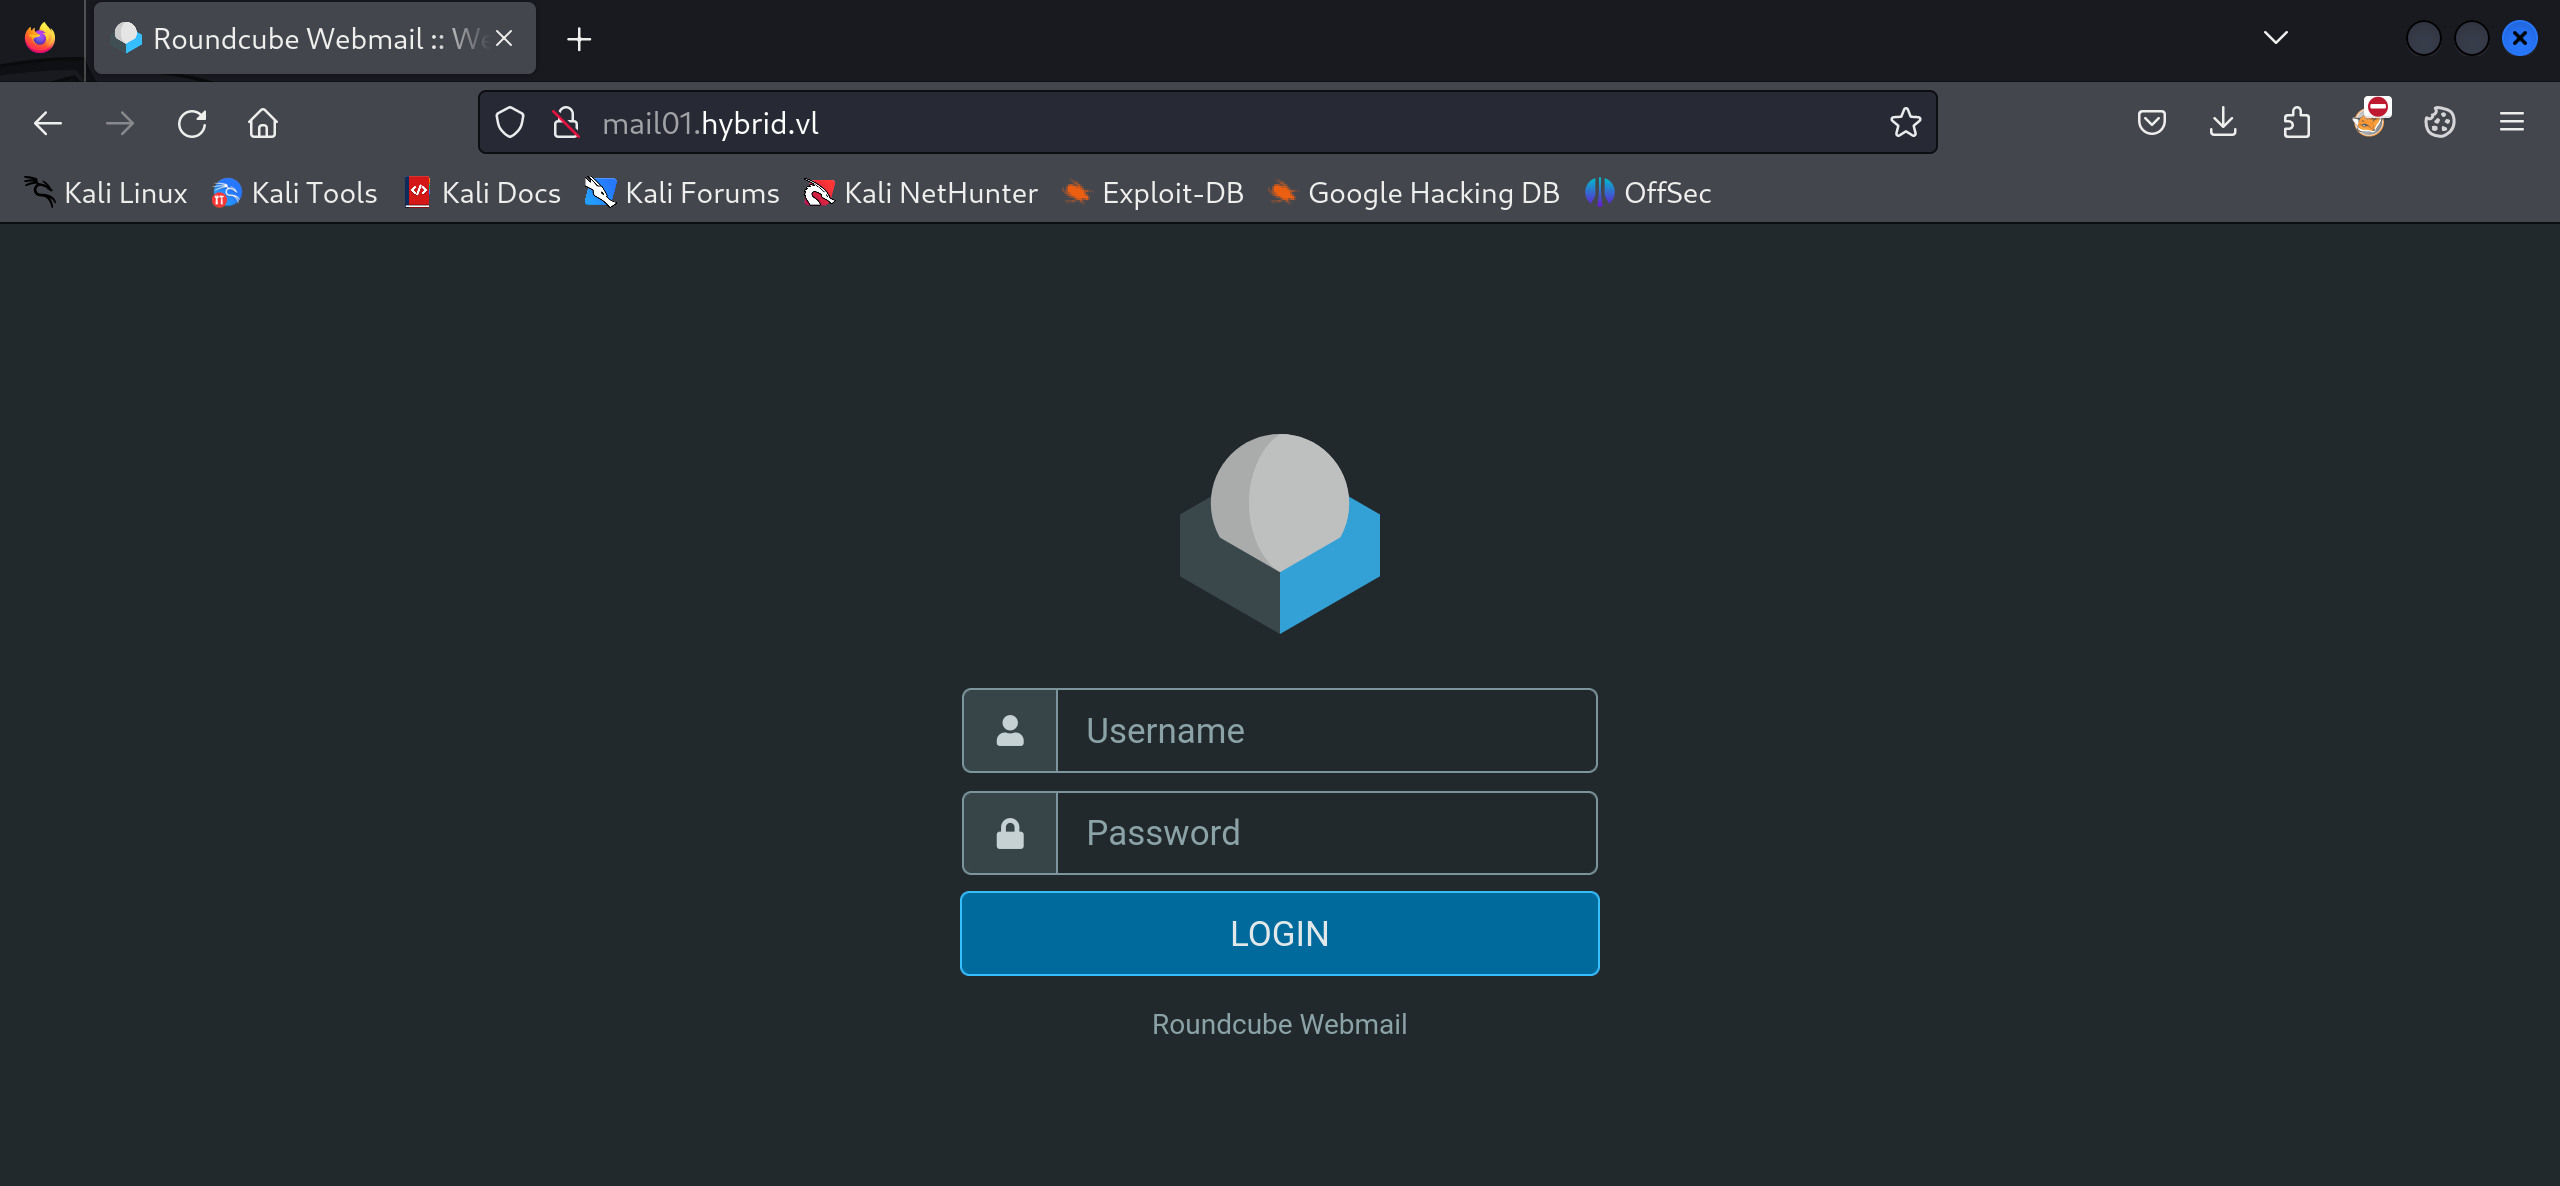 Roundcube Webmail :: We
mail01.hybrid.vl
Kali Linux Kali Tools Kali Docs Kali Forums Kali NetHunter Exploit-DB Google Hacking DB OffSec
Username
Password
LOGIN
Roundcube Webmail